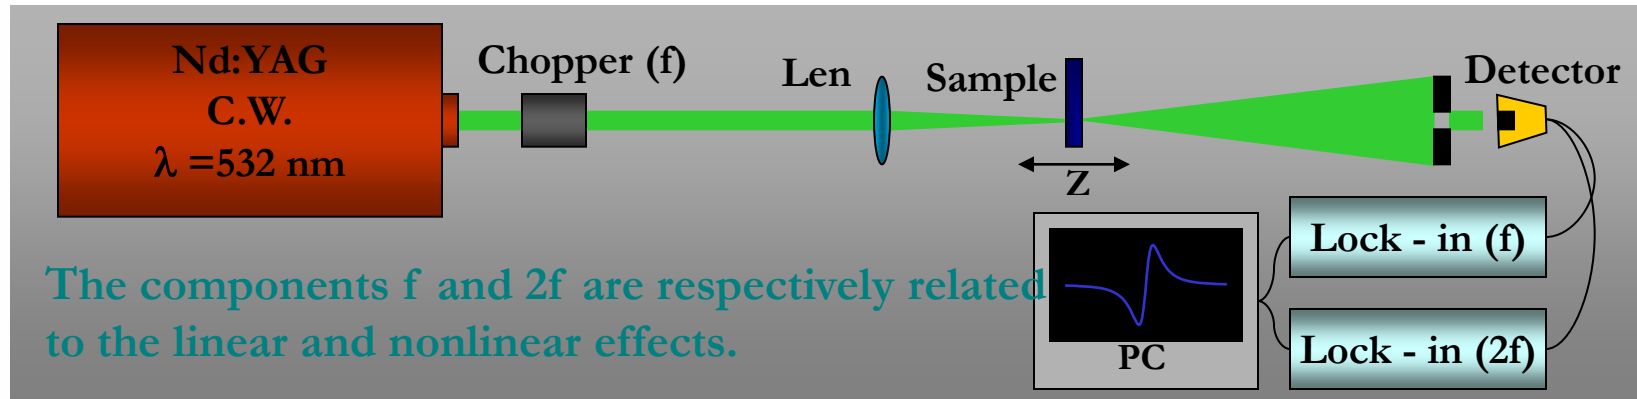 Nd:YAG
C.W.
λ =532 nm
Chopper (f)
Len
Sample
Detector
Z
Lock - in (f)
The components f and 2f are respectively related
to the linear and nonlinear effects.
PC
Lock - in (2f)